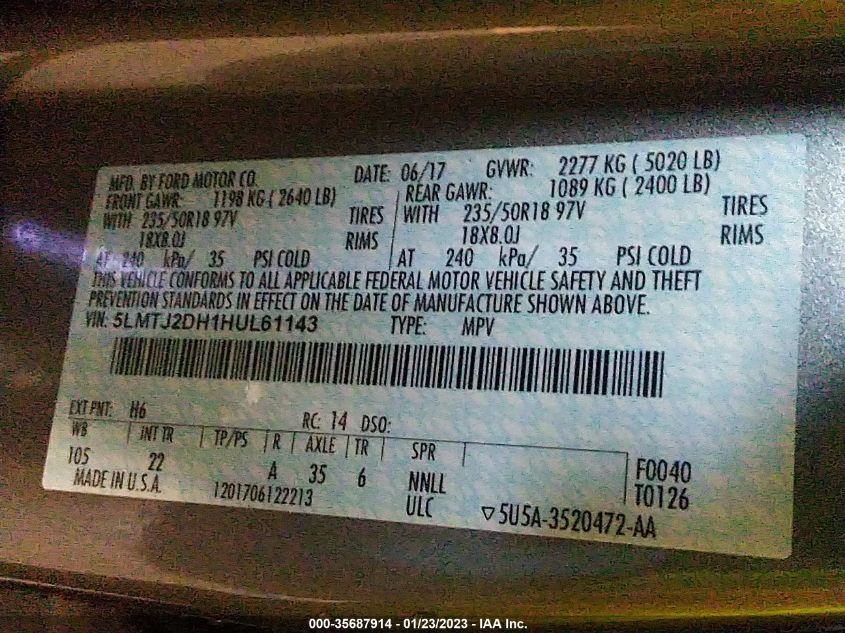 MFD. BY FORD MOTOR CO. DATE: 06/17 GVWR: 2277 KG ( 5020 LB)
FRONT GAWR: 1198 KG ( 2640 LB) REAR GAWR: 1089 KG ( 2400 LB)
WITH 235/50R18 97V TIRES WITH 235/50R18 97V TIRES
18X8.0J RIMS 18X8.0J RIMS
AT 240 kPa/ 35 PSI COLD AT 240 kPa/ 35 PSI COLD
THIS VEHICLE CONFORMS TO ALL APPLICABLE FEDERAL MOTOR VEHICLE SAFETY AND THEFT
PREVENTION STANDARDS IN EFFECT ON THE DATE OF MANUFACTURE SHOWN ABOVE.
VIN: 5LMTJ2DH1HUL61143 TYPE: MPV
EXT PNT: H6 RC: 14 DSO:
WB INT TR TP/PS R AXLE TR SPR
105 22 A 35 6 NNLL F0040
MADE IN U.S.A. 1201706122213 ULC T0126
▽5U5A-3520472-AA
000-35687914 - 01/23/2023 - IAA Inc.